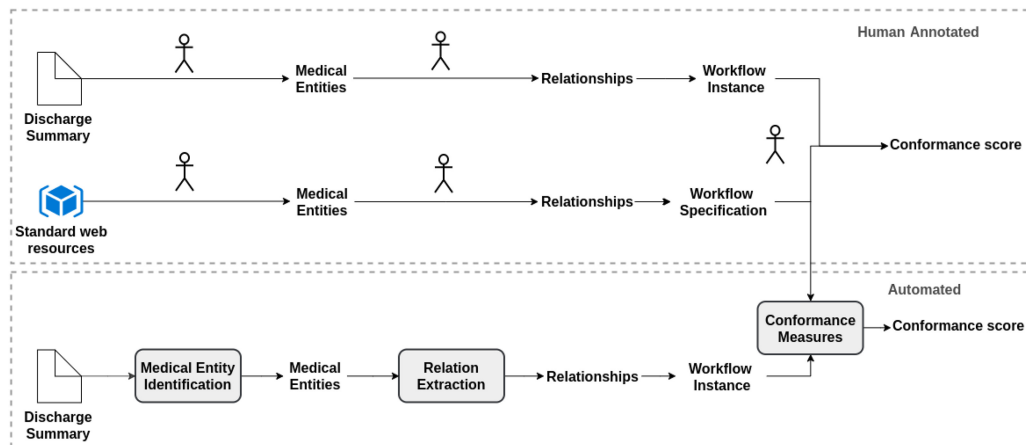 Human Annotated
Discharge
Summary
Medical
Entities
Relationships
Workflow
Instance
Conformance score
Standard web
resources
Medical
Entities
Relationships
Workflow
Specification
Automated
Discharge
Summary
Medical Entity
Identification
Medical
Entities
Relation
Extraction
Relationships
Workflow
Instance
Conformance
Measures
Conformance score